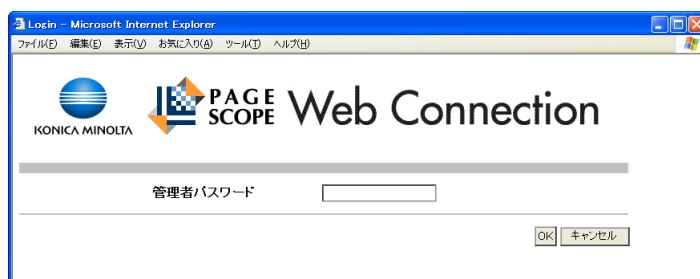 Login - Microsoft Internet Explorer
ファイル(F) 編集(E) 表示(V) お気に入り(A) ツール(T) ヘルプ(H)
KONICA MINOLTA
PAGE SCOPE Web Connection
管理者パスワード
OK キャンセル